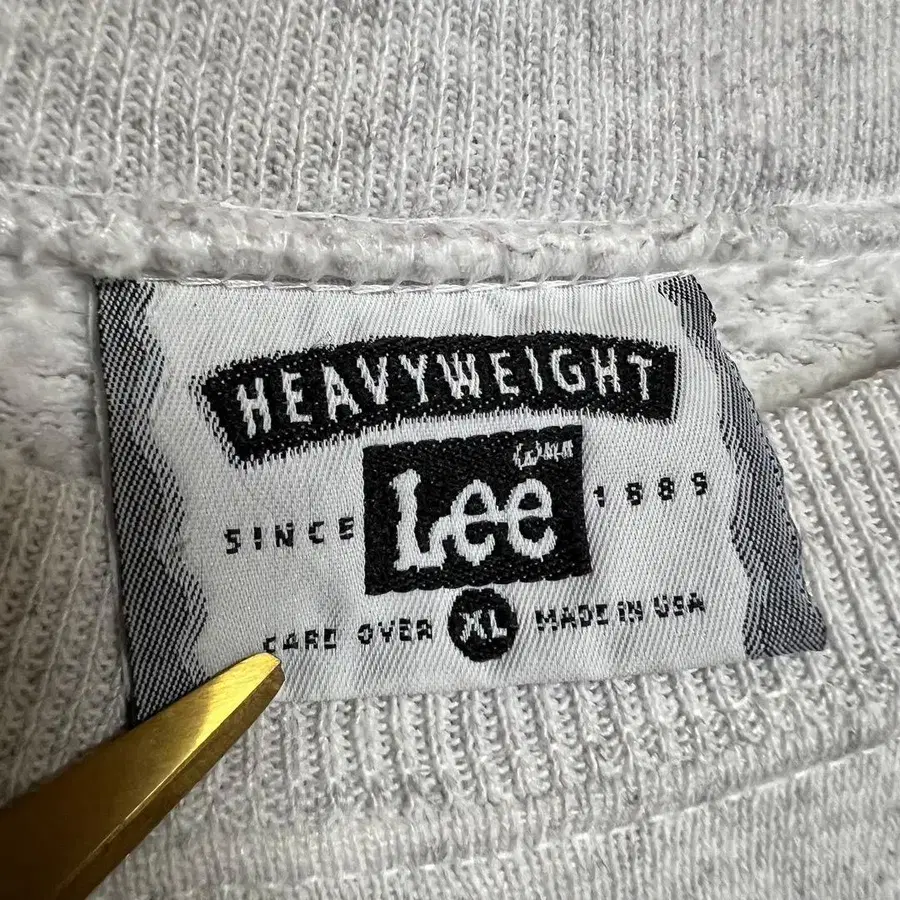 HEAVYWEIGHT
Lee
SINCE 1889
CARE OVER XL MADE IN USA